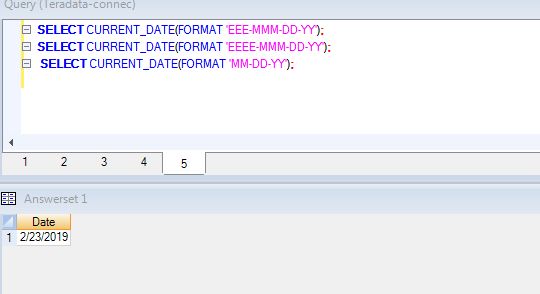 Query (Teradata-connec)
SELECT CURRENT_DATE(FORMAT 'EEE-MMM-DD-YY');
SELECT CURRENT_DATE(FORMAT 'EEEE-MMM-DD-YY');
SELECT CURRENT_DATE(FORMAT 'MM-DD-YY');
1 2 3 4 5
Answerset 1
Date
1 2/23/2019